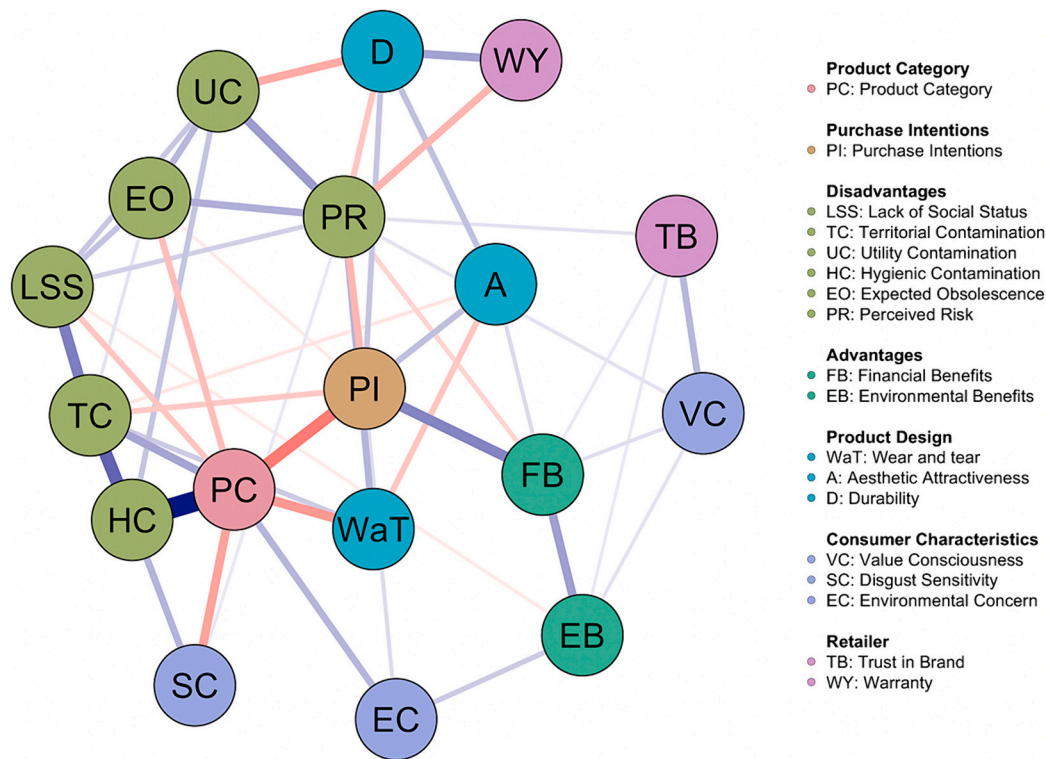 D
WY
UC
EO
PR
TB
LSS
A
PI
TC
VC
PC
FB
HC
WaT
EB
SC
EC
Product Category
PC: Product Category
Purchase Intentions
PI: Purchase Intentions
Disadvantages
LSS: Lack of Social Status
TC: Territorial Contamination
UC: Utility Contamination
HC: Hygienic Contamination
EO: Expected Obsolescence
PR: Perceived Risk
Advantages
FB: Financial Benefits
EB: Environmental Benefits
Product Design
WaT: Wear and tear
A: Aesthetic Attractiveness
D: Durability
Consumer Characteristics
VC: Value Consciousness
SC: Disgust Sensitivity
EC: Environmental Concern
Retailer
TB: Trust in Brand
WY: Warranty